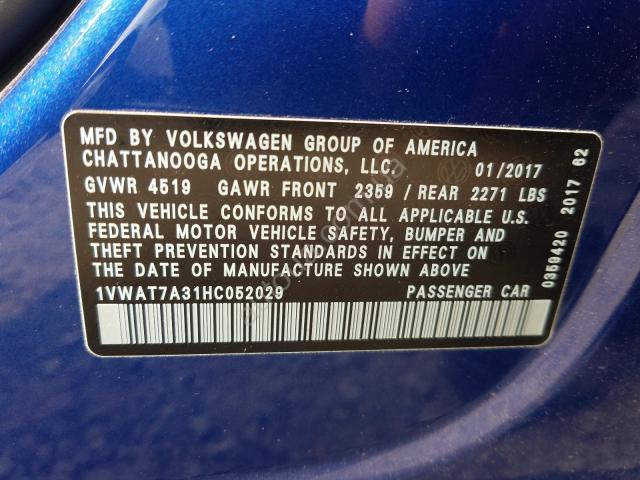 MFD BY VOLKSWAGEN GROUP OF AMERICA
CHATTANOOGA OPERATIONS, LLC. 01/2017
GVWR 4519 GAWR FRONT 2359 / REAR 2271 LBS
THIS VEHICLE CONFORMS TO ALL APPLICABLE U.S.
FEDERAL MOTOR VEHICLE SAFETY, BUMPER AND
THEFT PREVENTION STANDARDS IN EFFECT ON
THE DATE OF MANUFACTURE SHOWN ABOVE
1VWAT7A31HC052029 PASSENGER CAR
0359420 2017 62